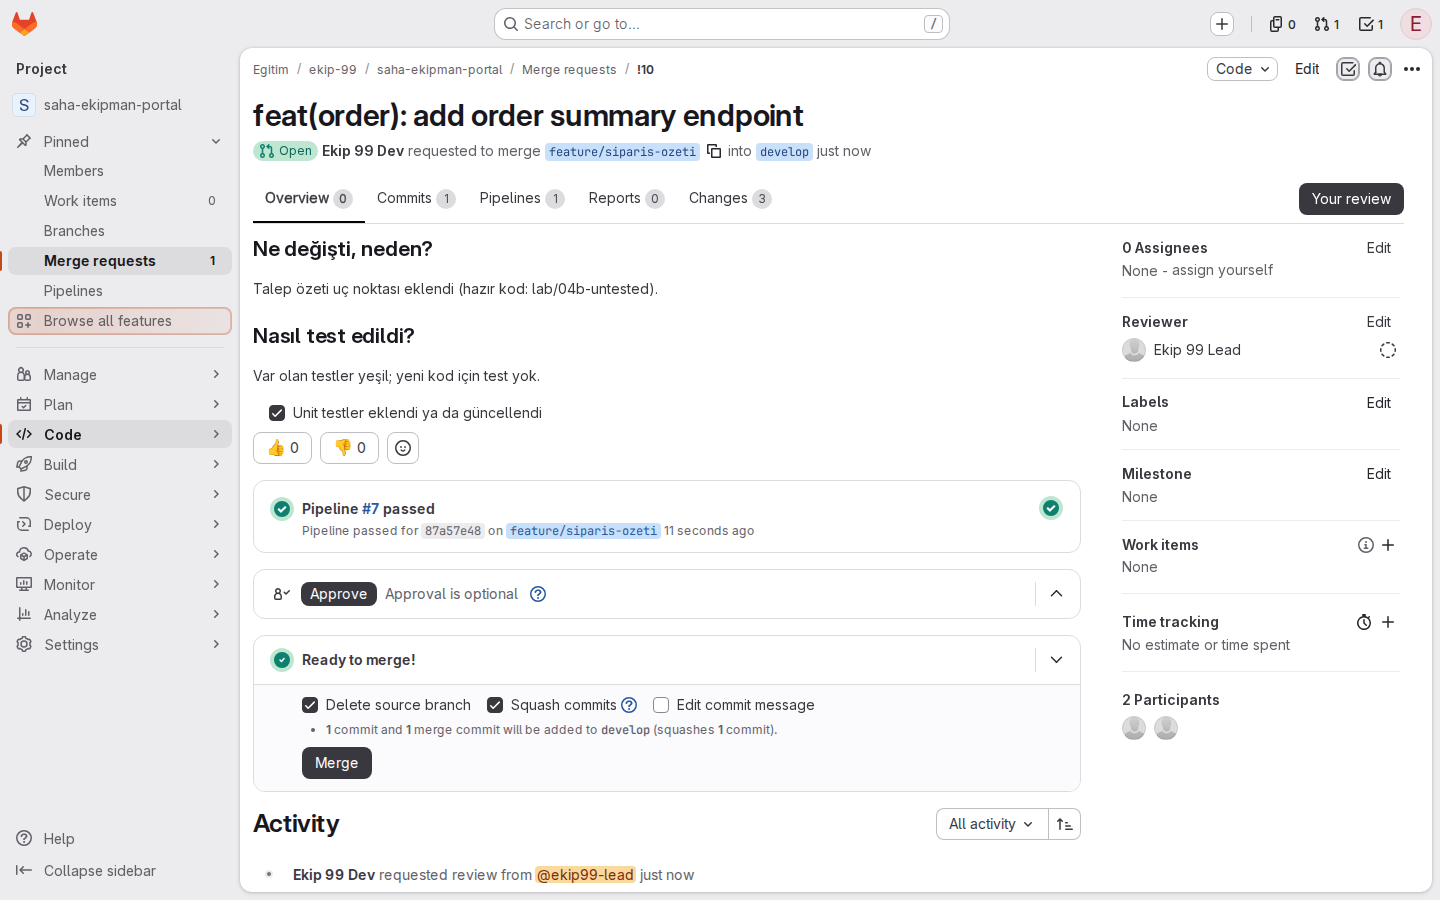 Search or go to...
/
0
1
1
E
Project
S saha-ekipman-portal
Pinned
Members
Work items 0
Branches
Merge requests 1
Pipelines
Browse all features
Manage
Plan
Code
Build
Secure
Deploy
Operate
Monitor
Analyze
Settings
Help
Collapse sidebar
Egitim / ekip-99 / saha-ekipman-portal / Merge requests / !10
Code Edit
feat(order): add order summary endpoint
Open Ekip 99 Dev requested to merge feature/siparis-ozeti into develop just now
Overview 0 Commits 1 Pipelines 1 Reports 0 Changes 3
Your review
Ne değişti, neden?
Talep özeti uç noktası eklendi (hazır kod: lab/04b-untested).
Nasıl test edildi?
Var olan testler yeşil; yeni kod için test yok.
Unit testler eklendi ya da güncellendi
👍 0 👎 0
Pipeline #7 passed
Pipeline passed for 87a57e48 on feature/siparis-ozeti 11 seconds ago
Approve Approval is optional
Ready to merge!
Delete source branch Squash commits Edit commit message
1 commit and 1 merge commit will be added to develop (squashes 1 commit).
Merge
Activity
All activity
Ekip 99 Dev requested review from @ekip99-lead just now
0 Assignees Edit
None - assign yourself
Reviewer Edit
Ekip 99 Lead
Labels Edit
None
Milestone Edit
None
Work items
None
Time tracking
No estimate or time spent
2 Participants